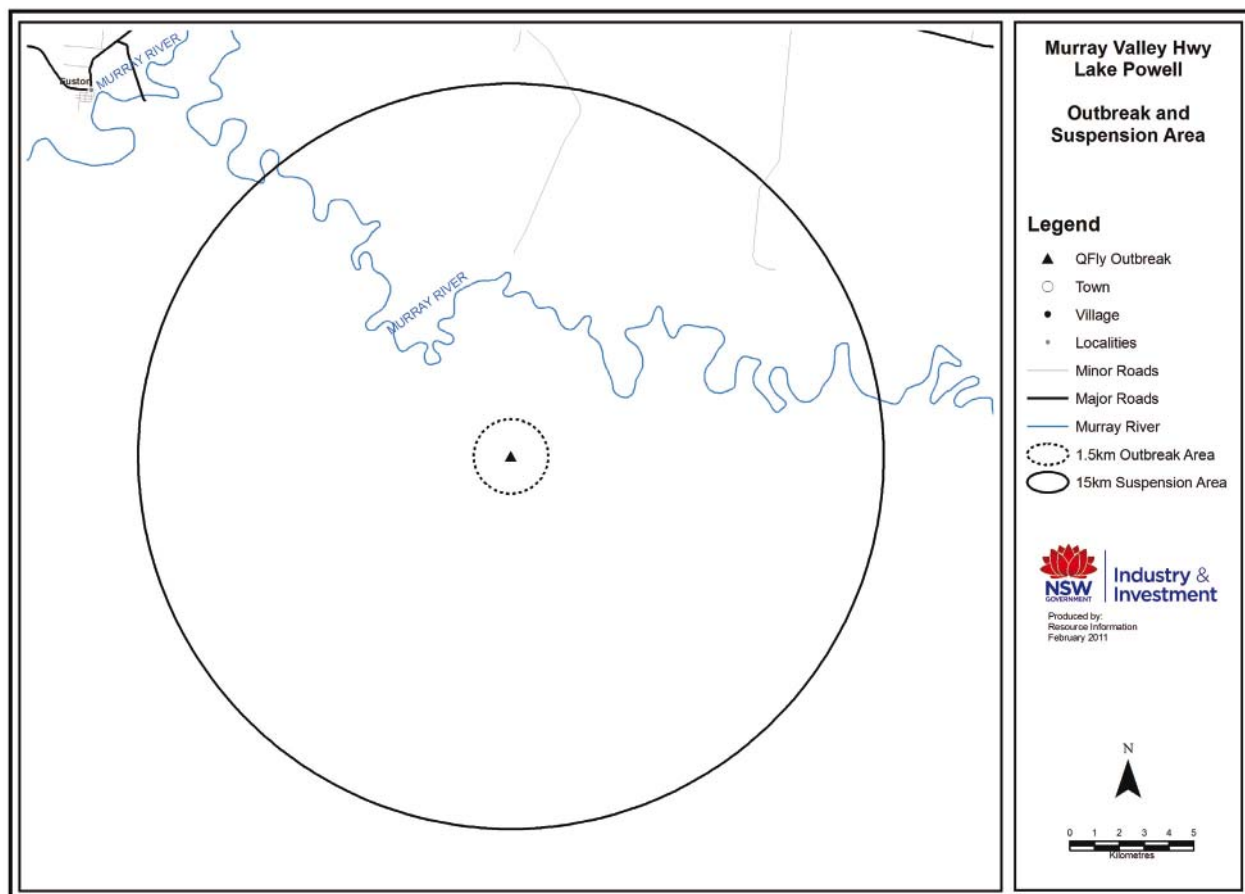 Murray Valley Hwy
Lake Powell
Outbreak and
Suspension Area
Legend
QFly Outbreak
Town
Village
Localities
Minor Roads
Major Roads
Murray River
1.5km Outbreak Area
15km Suspension Area
NSW
GOVERNMENT
Industry &
Investment
Produced by:
Resource Information
February 2011
N
0 1 2 3 4 5
Kilometres
MURRAY RIVER
Euston
MURRAY RIVER